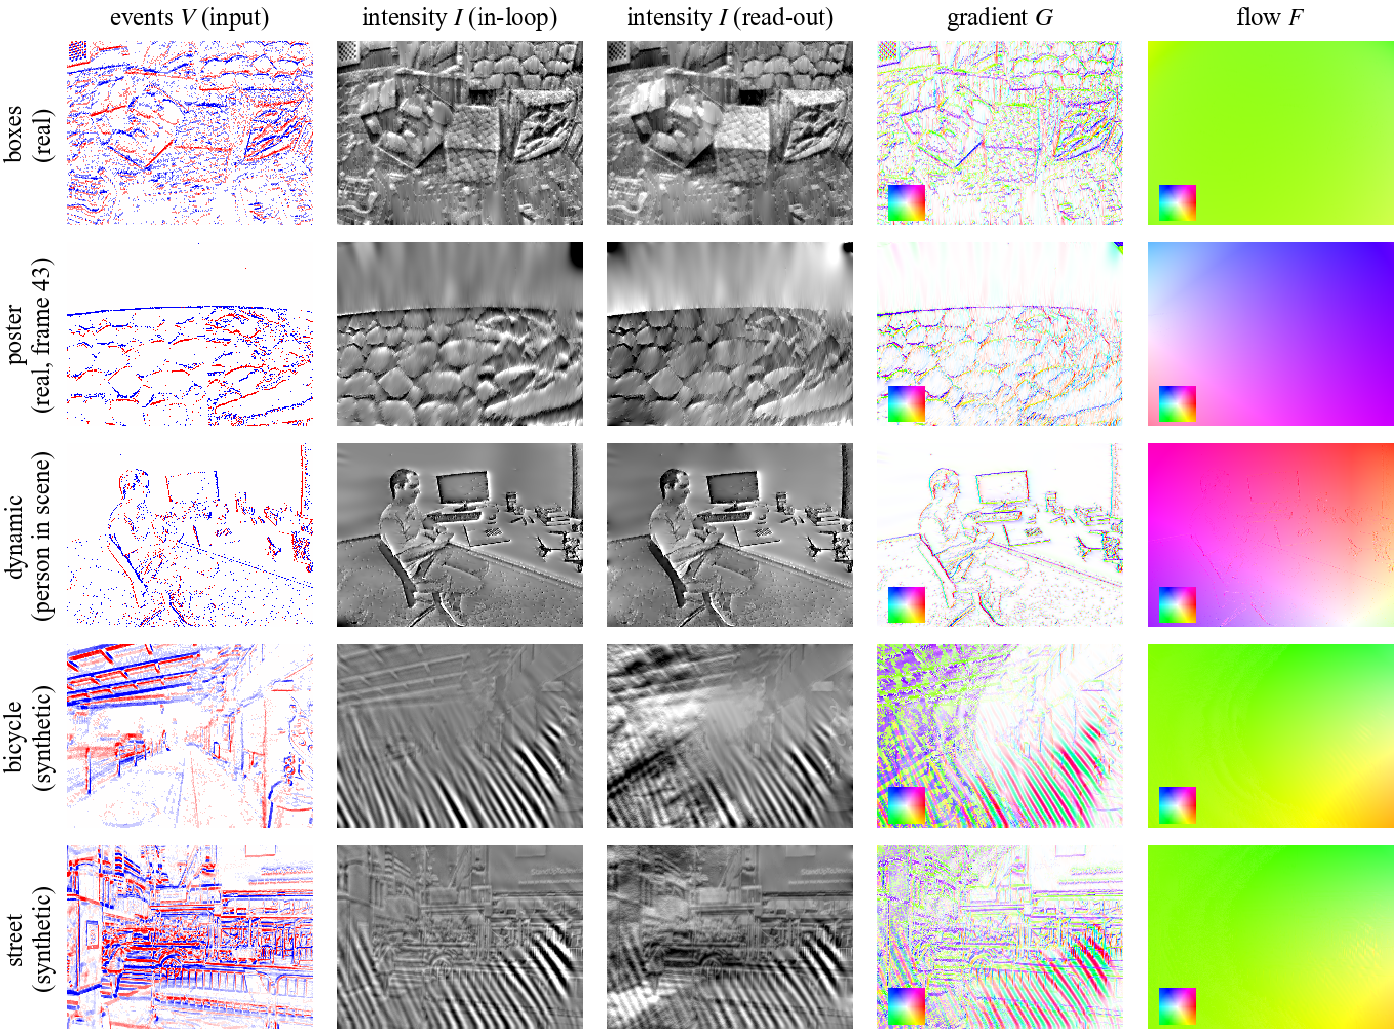 events V (input)
intensity I (in-loop)
intensity I (read-out)
gradient G
flow F
boxes
(real)
poster
(real, frame 43)
dynamic
(person in scene)
bicycle
(synthetic)
street
(synthetic)